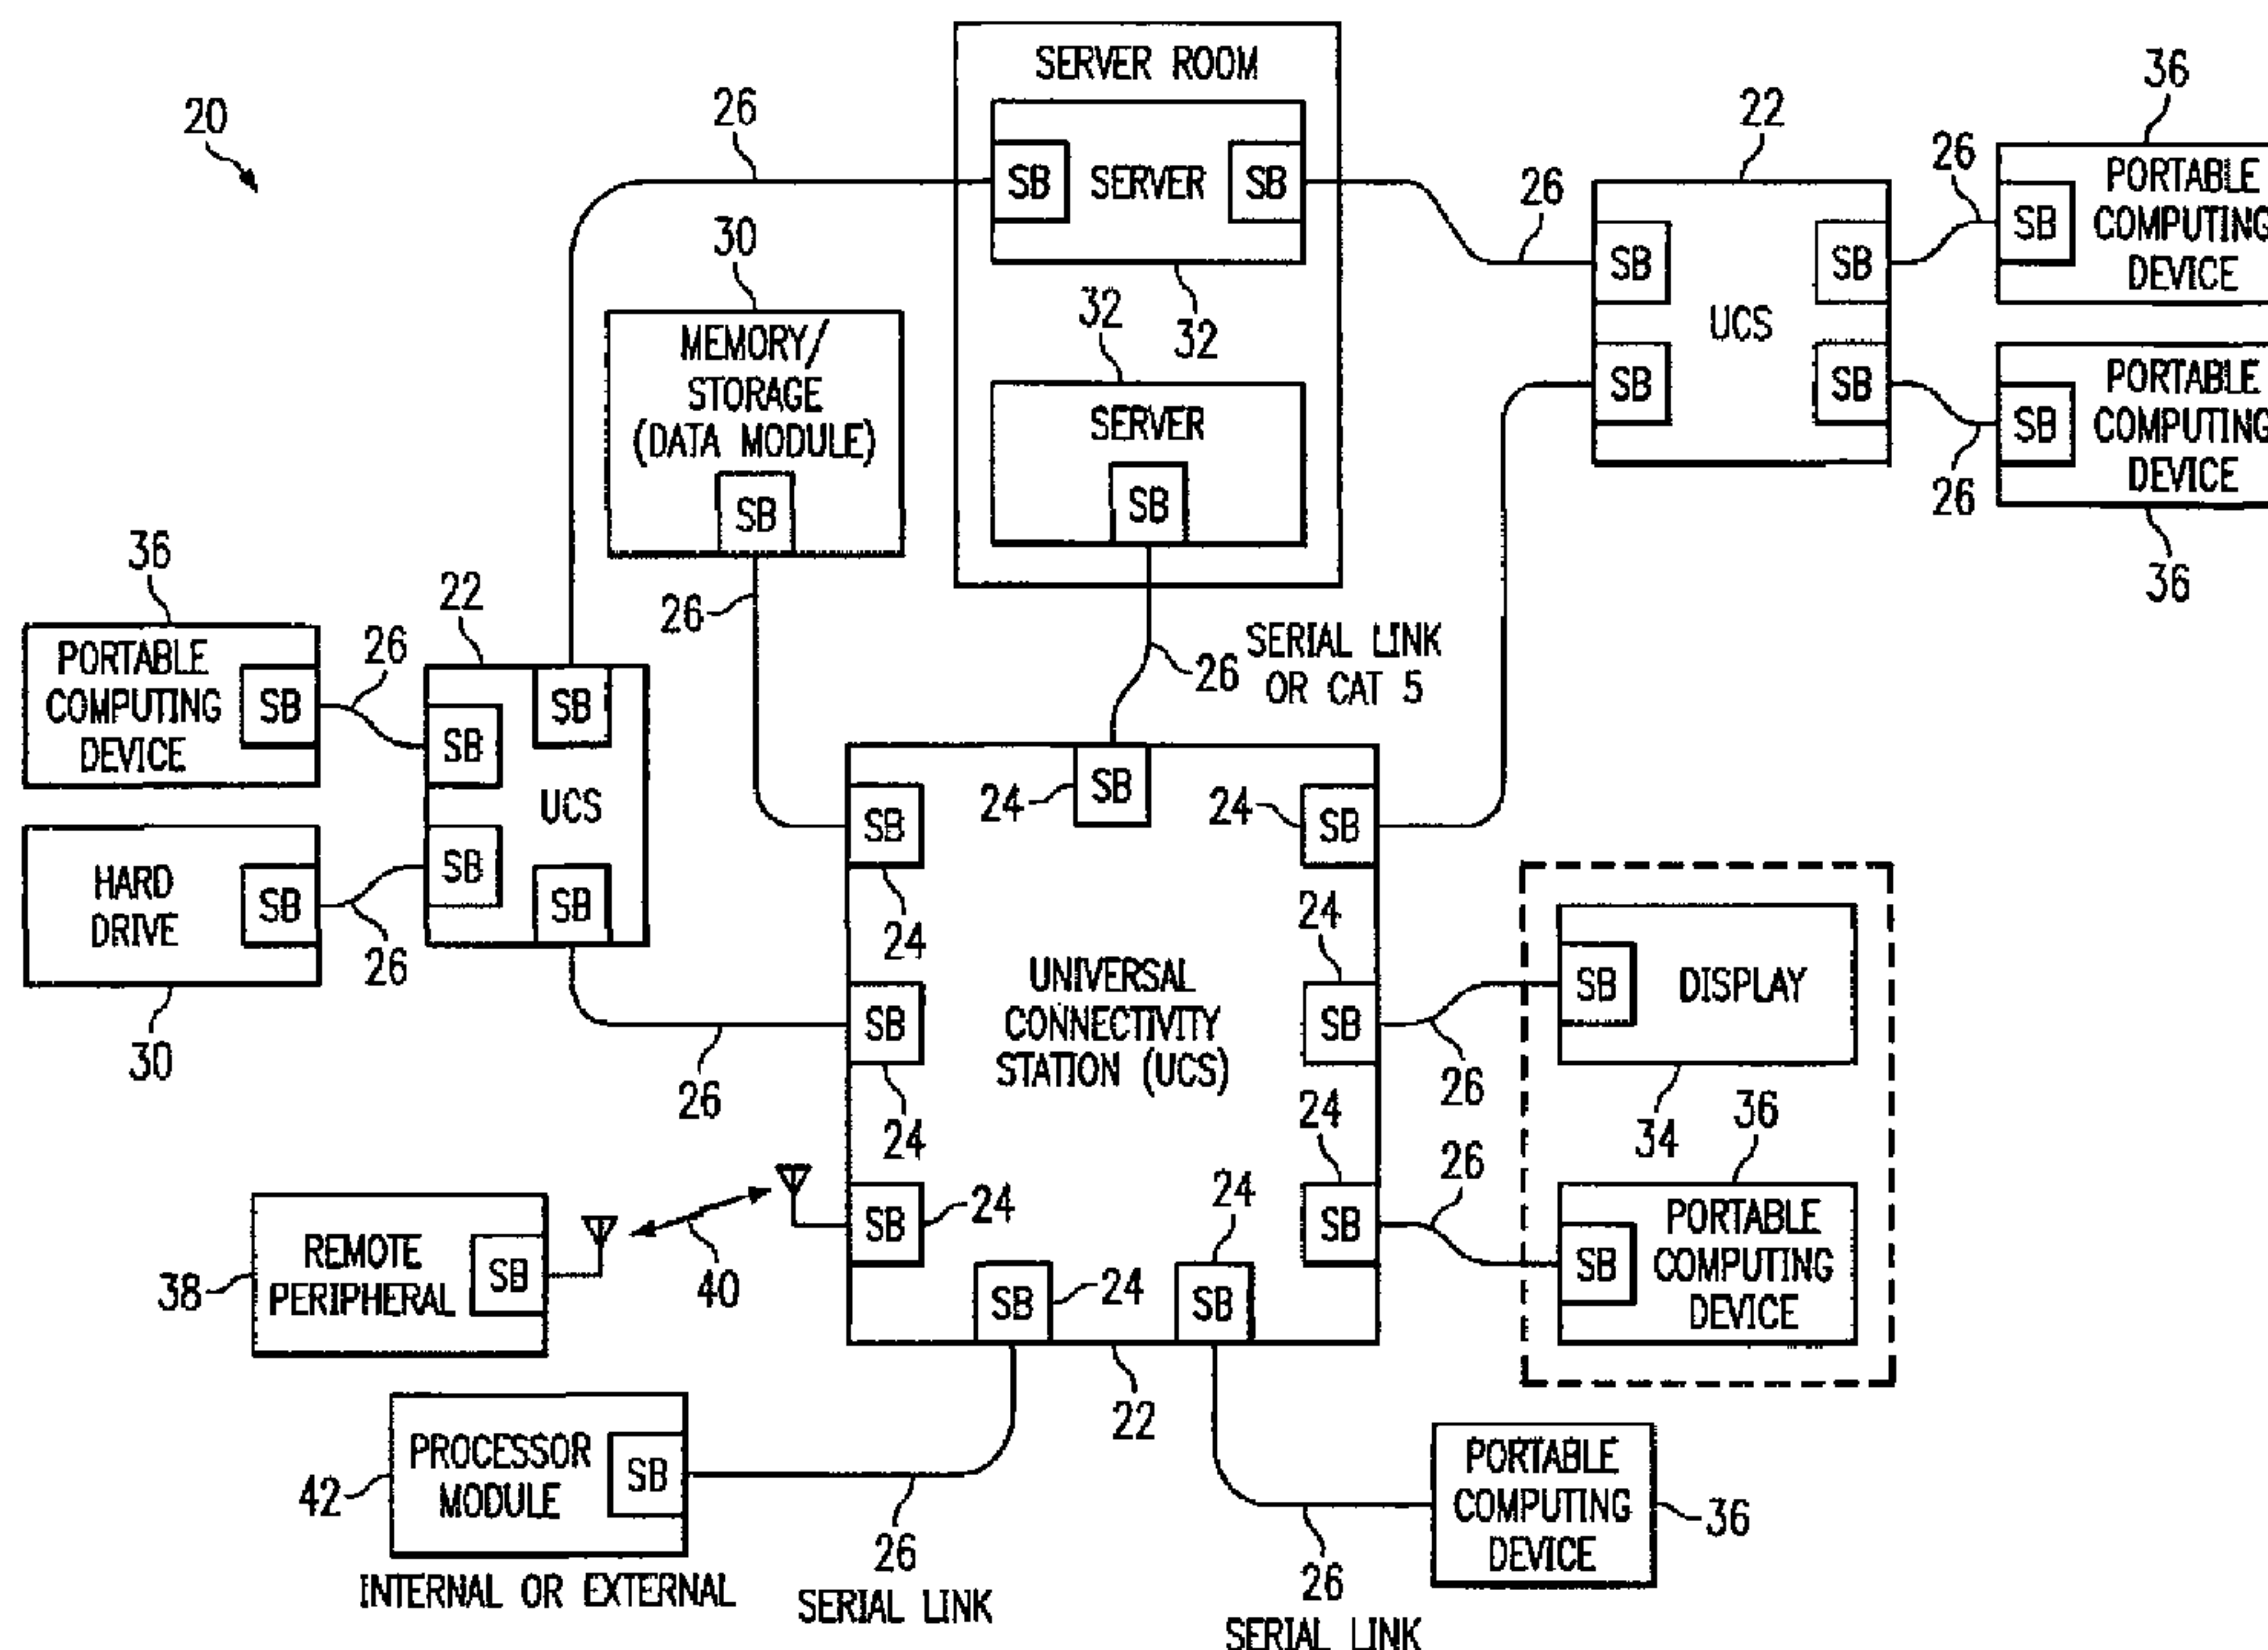 20
26
SERVER ROOM
SB
SERVER
SB
32
32
SERVER
SB
26
22
SB
SB
UCS
SB
SB
26
26
36
PORTABLE
COMPUTING
DEVICE
SB
PORTABLE
COMPUTING
DEVICE
SB
36
30
MEMORY/
STORAGE
(DATA MODULE)
SB
26
26
SERIAL LINK
OR CAT 5
36
PORTABLE
COMPUTING
DEVICE
SB
26
22
SB
SB
UCS
SB
SB
HARD
DRIVE
SB
26
30
26
24
SB
24
SB
SB
24
SB
24
SB
24
SB
24
SB
24
SB
24
SB
24
UNIVERSAL
CONNECTIVITY
STATION (UCS)
22
26
SB
DISPLAY
34
26
36
SB
PORTABLE
COMPUTING
DEVICE
38
REMOTE
PERIPHERAL
SB
40
42
PROCESSOR
MODULE
SB
INTERNAL OR EXTERNAL
26
SERIAL LINK
PORTABLE
COMPUTING
DEVICE
36
26
SERIAL LINK